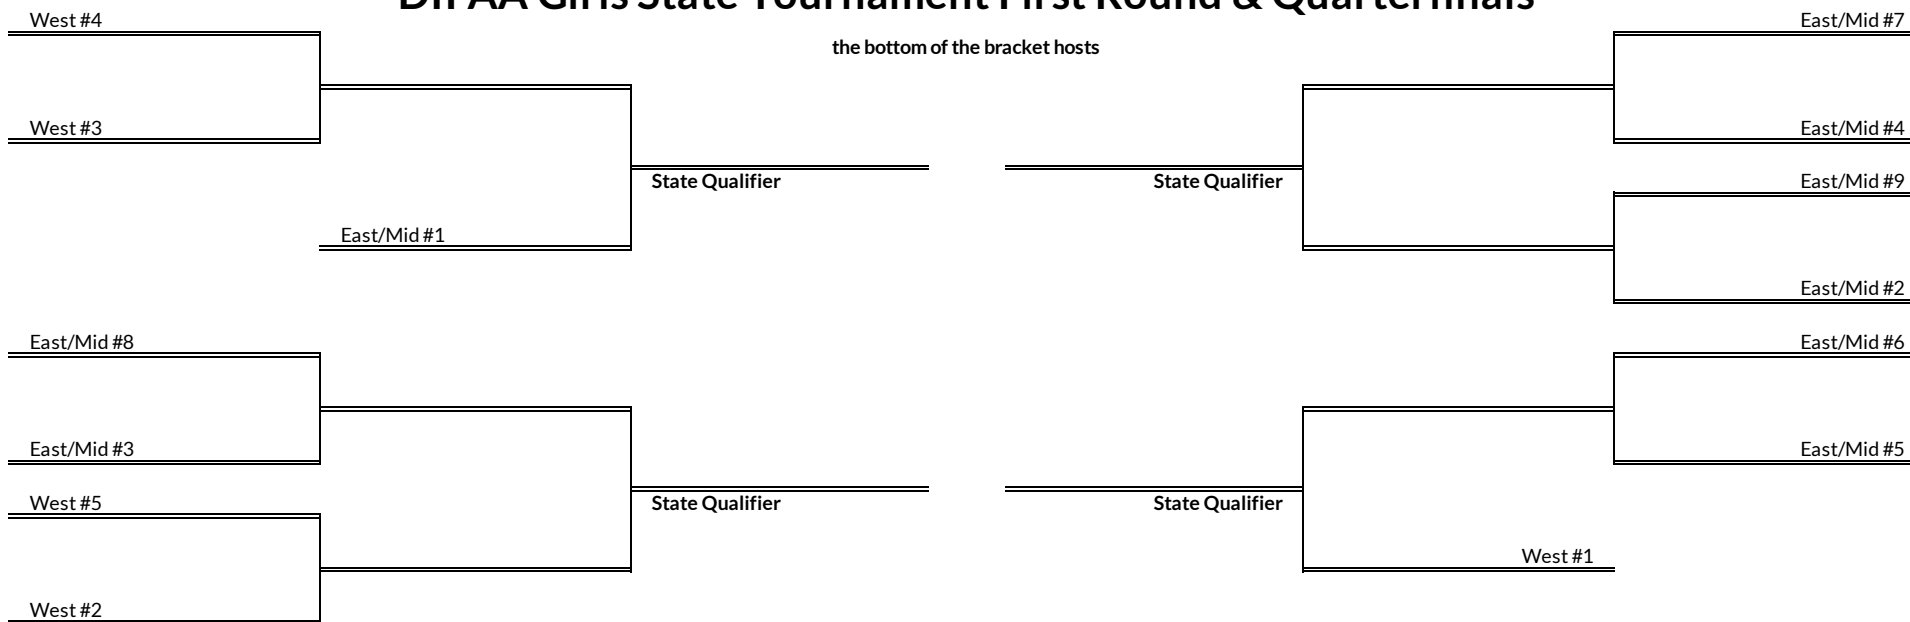 AA Girls State Tournament First Round & Quarterfinals
the bottom of the bracket hosts
West #4
West #3
State Qualifier
East/Mid #1
East/Mid #8
East/Mid #3
West #5
State Qualifier
West #2
East/Mid #7
East/Mid #4
State Qualifier
East/Mid #9
East/Mid #2
East/Mid #6
East/Mid #5
State Qualifier
West #1